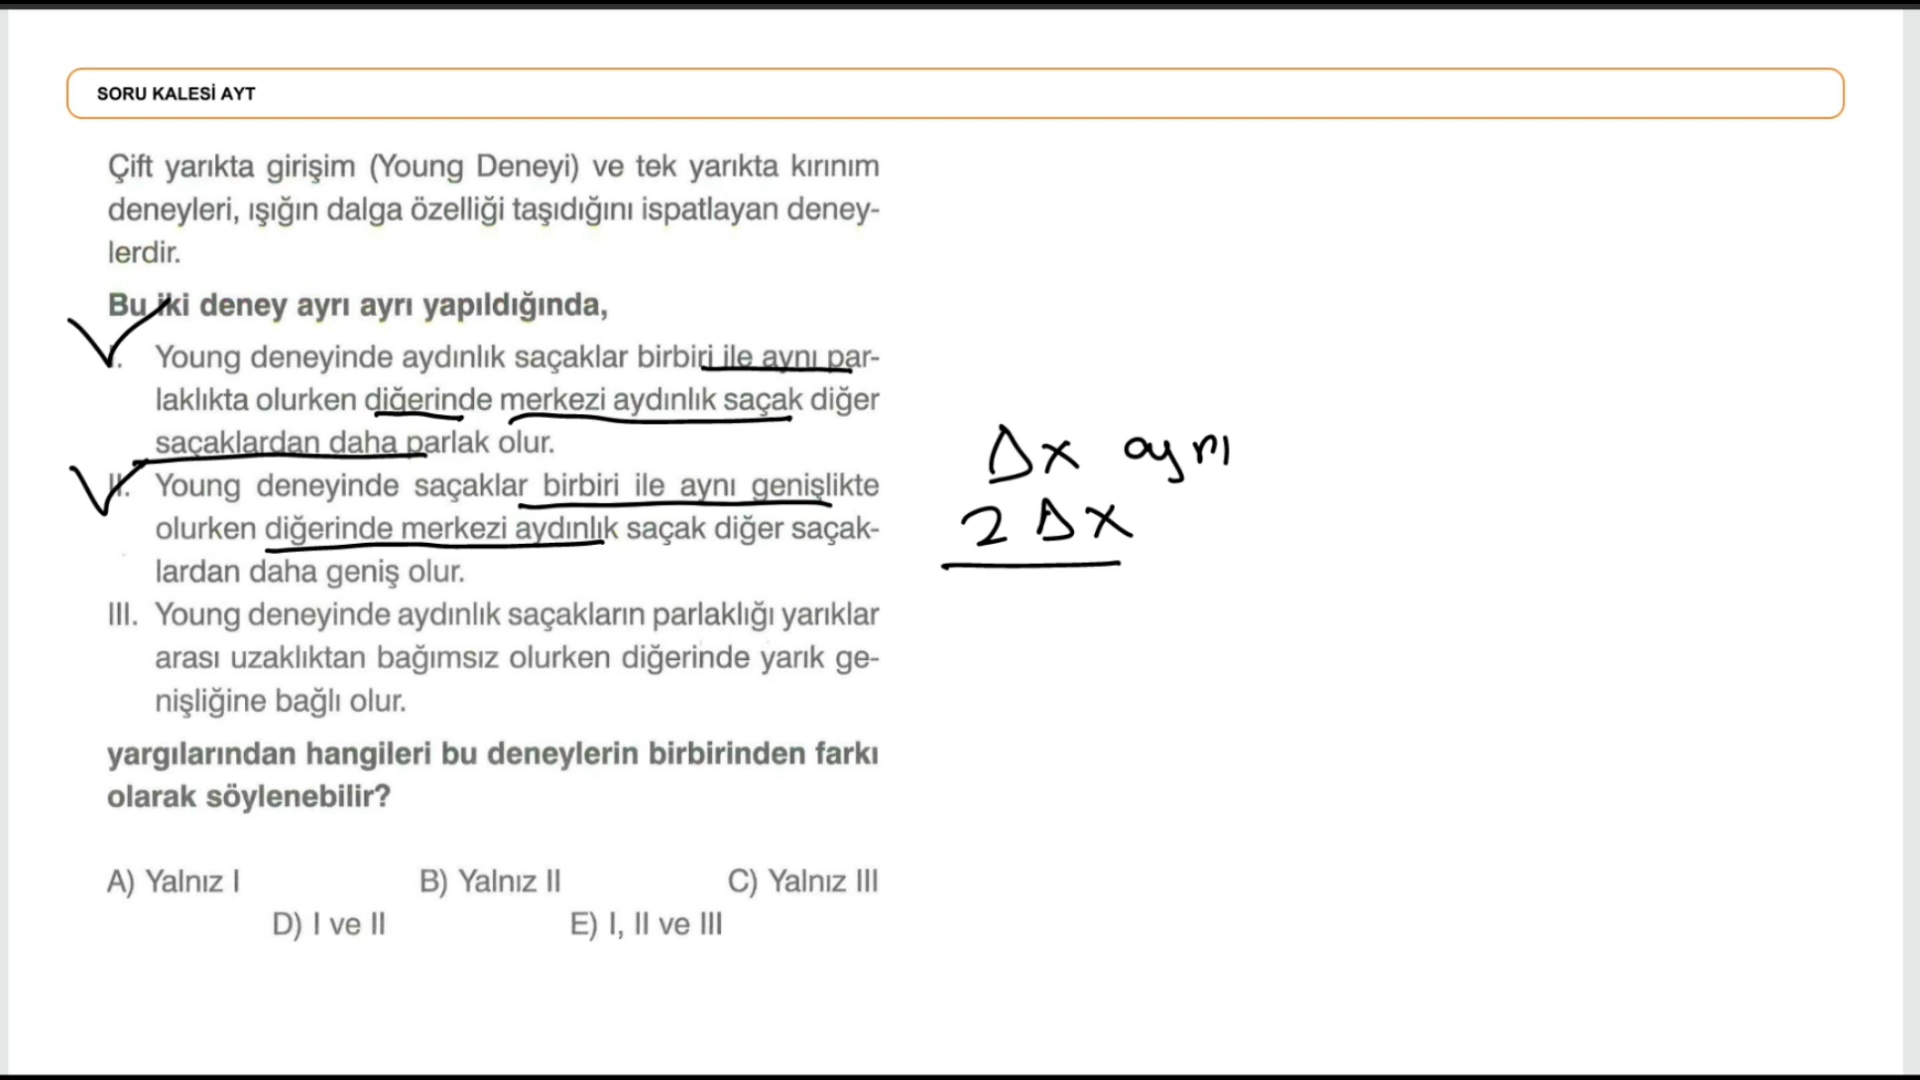 SORU KALESİ AYT
Çift yarıkta girişim (Young Deneyi) ve tek yarıkta kırınım
deneyleri, ışığın dalga özelliği taşıdığını ispatlayan deney-
lerdir.
Bu iki deney ayrı ayrı yapıldığında,
I. Young deneyinde aydınlık saçaklar birbiri ile aynı par-
laklıkta olurken diğerinde merkezi aydınlık saçak diğer
saçaklardan daha parlak olur.
II. Young deneyinde saçaklar birbiri ile aynı genişlikte
olurken diğerinde merkezi aydınlık saçak diğer saçak-
lardan daha geniş olur.
III. Young deneyinde aydınlık saçakların parlaklığı yarıklar
arası uzaklıktan bağımsız olurken diğerinde yarık ge-
nişliğine bağlı olur.
yargılarından hangileri bu deneylerin birbirinden farkı
olarak söylenebilir?
A) Yalnız I B) Yalnız II C) Yalnız III
D) I ve II E) I, II ve III
Δx aynı
2 Δx